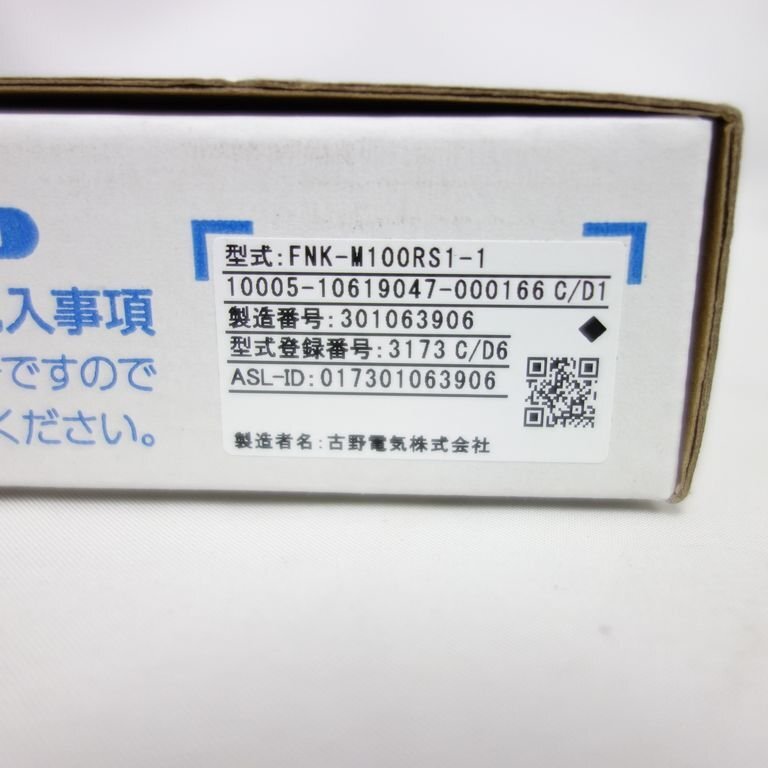 入事項
ですので
ください。
型式:FNK-M100RS1-1
10005-10619047-000166 C/D1
製造番号:301063906
型式登録番号:3173 C/D6
ASL-ID:017301063906
製造者名:古野電気株式会社